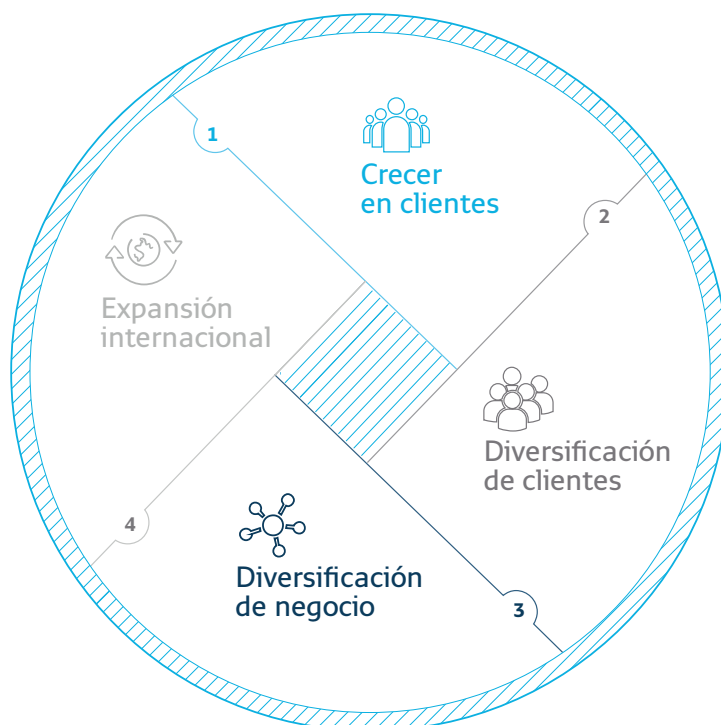 1
Crecer
en clientes
2
Diversificación
de clientes
3
Diversificación
de negocio
4
Expansión
internacional